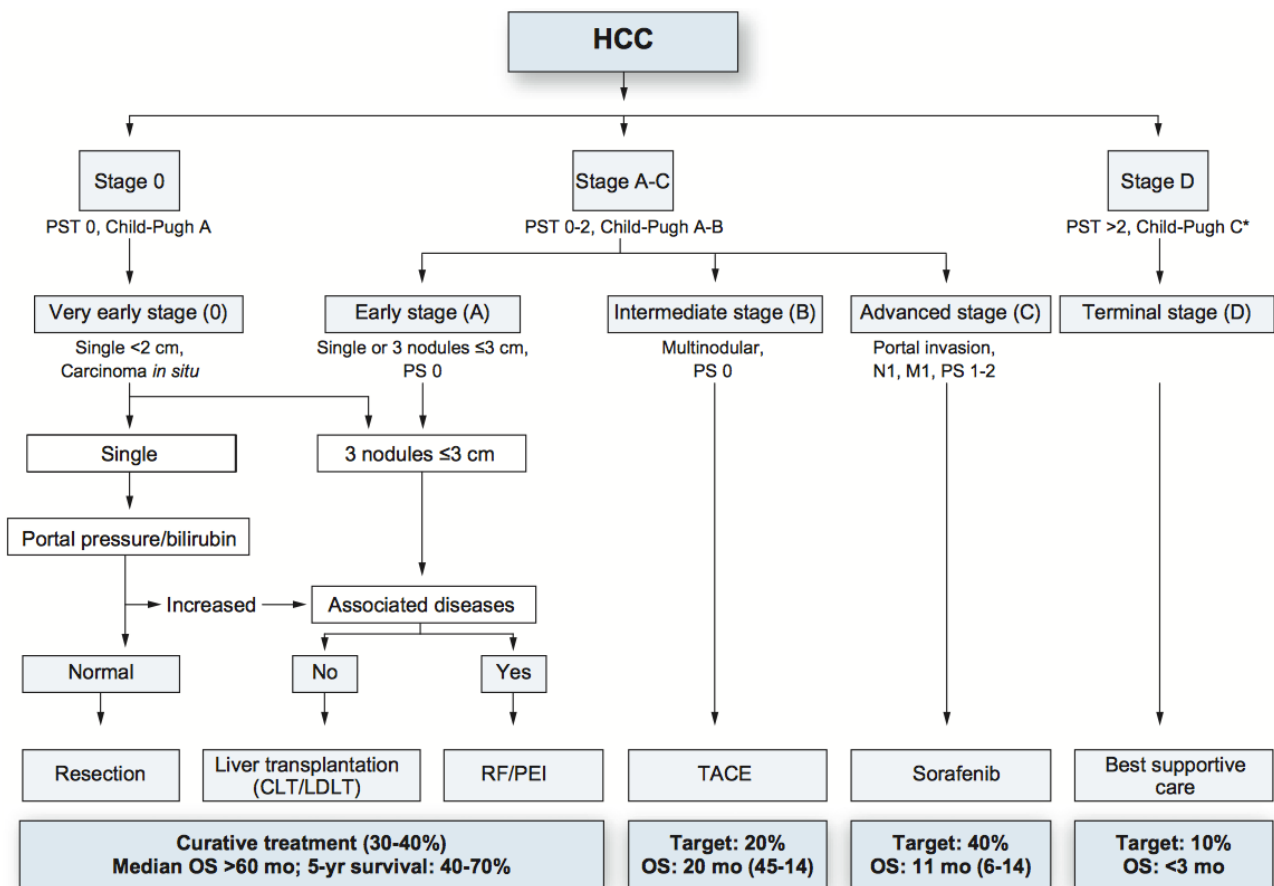 HCC
Stage 0
PST 0, Child-Pugh A
Stage A-C
PST 0-2, Child-Pugh A-B
Stage D
PST >2, Child-Pugh C*
Very early stage (0)
Single <2 cm,
Carcinoma in situ
Early stage (A)
Single or 3 nodules ≤3 cm,
PS 0
Intermediate stage (B)
Multinodular,
PS 0
Advanced stage (C)
Portal invasion,
N1, M1, PS 1-2
Terminal stage (D)
Single
3 nodules ≤3 cm
Portal pressure/bilirubin
Increased
Associated diseases
Normal
No
Yes
Resection
Liver transplantation
(CLT/LDLT)
RF/PEI
TACE
Sorafenib
Best supportive
care
Curative treatment (30-40%)
Median OS >60 mo; 5-yr survival: 40-70%
Target: 20%
OS: 20 mo (45-14)
Target: 40%
OS: 11 mo (6-14)
Target: 10%
OS: <3 mo